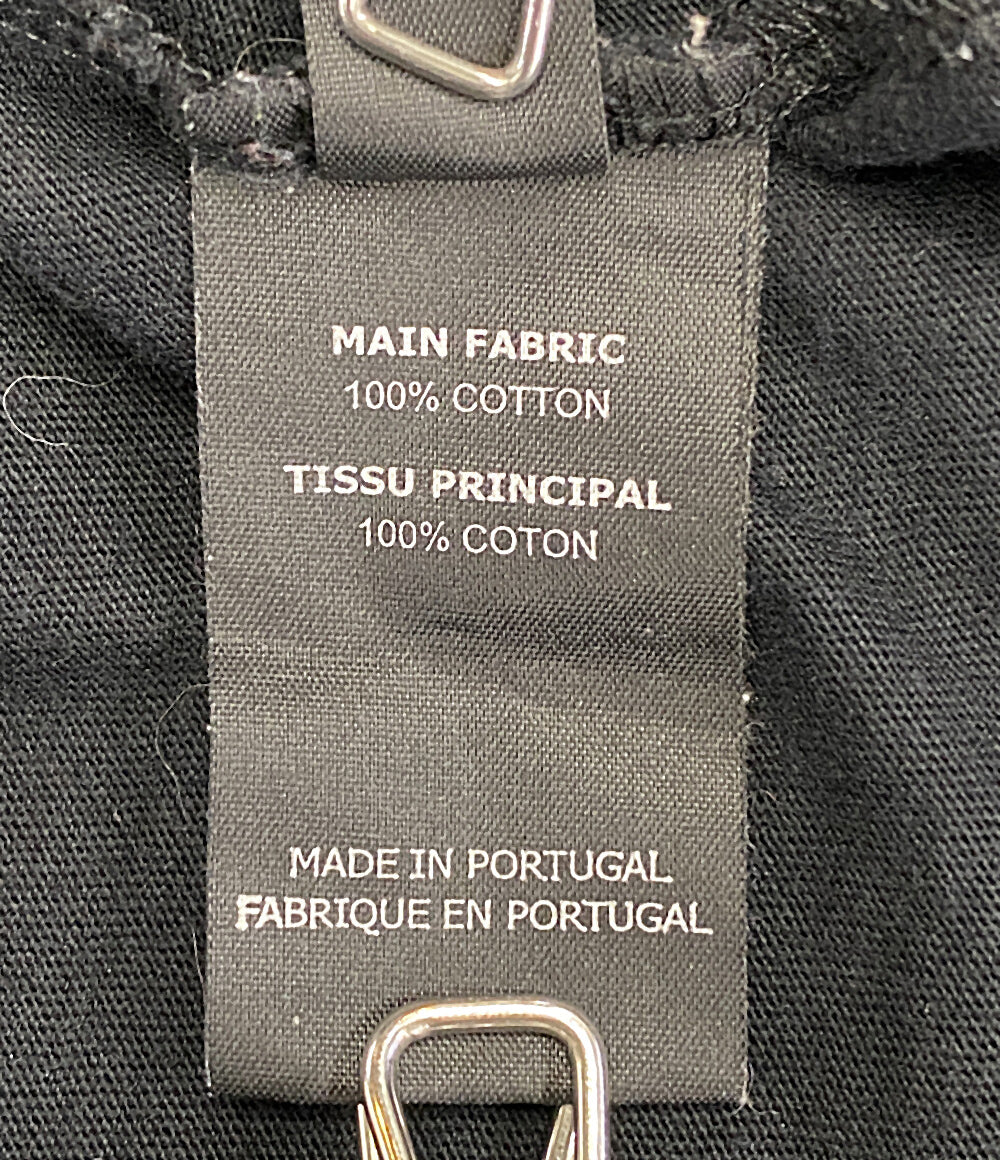 MAIN FABRIC
100% COTTON
TISSU PRINCIPAL
100% COTON
MADE IN PORTUGAL
FABRIQUE EN PORTUGAL